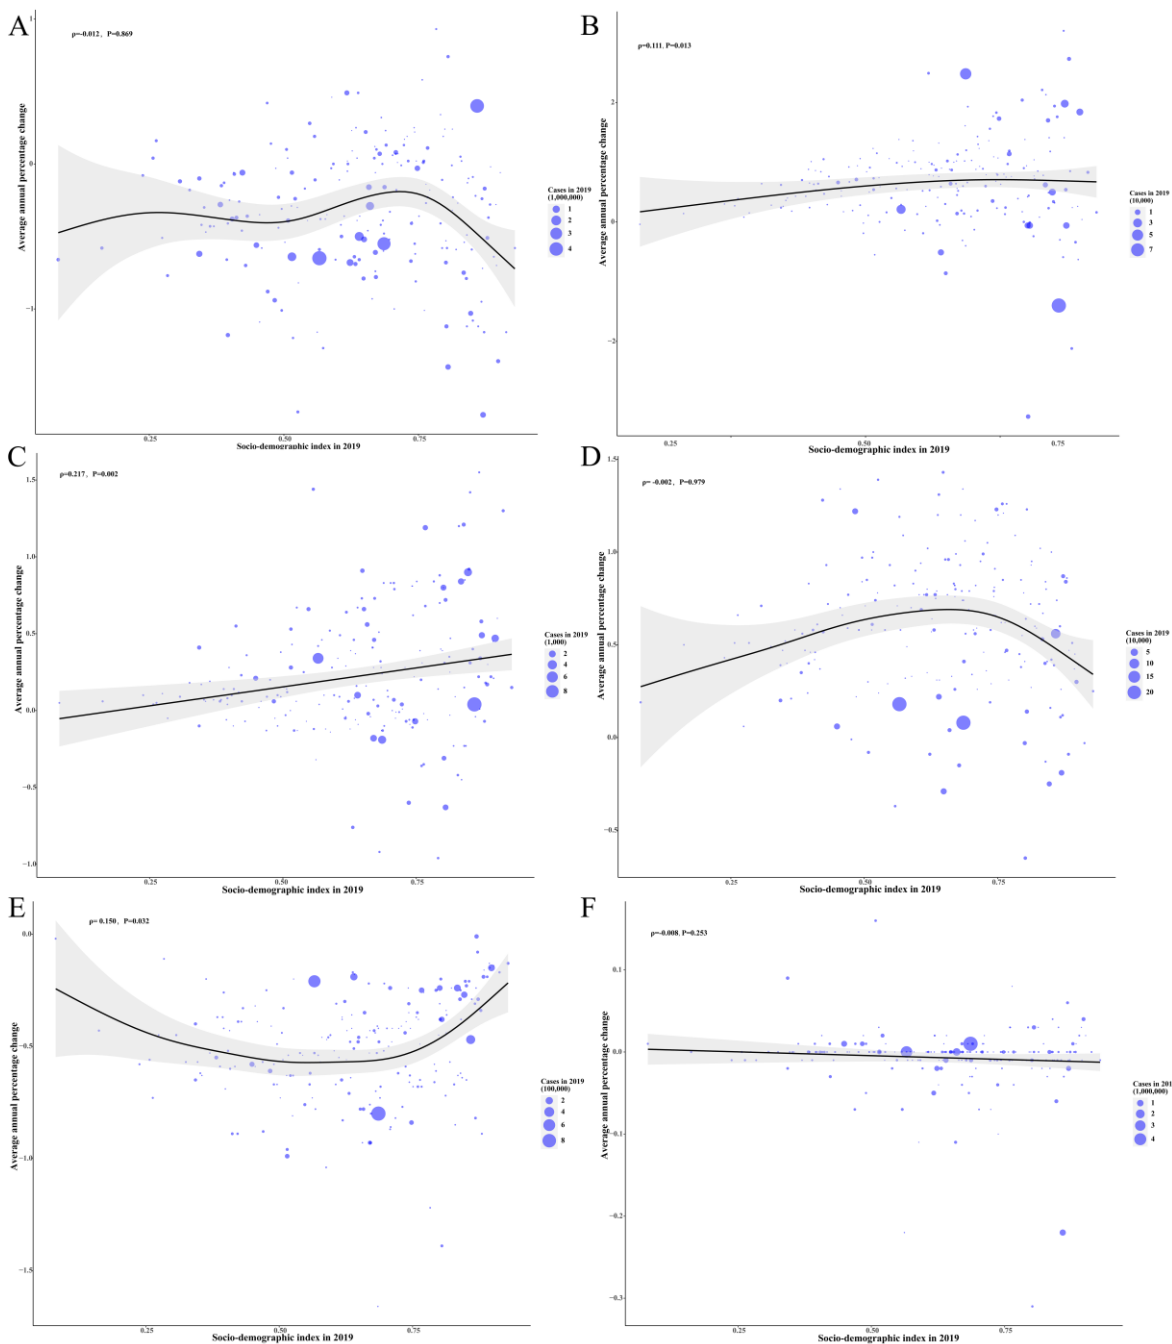 A
ρ=-0.012, P=0.869
Average annual percentage change
1
0
−1
0.25
0.50
0.75
Socio-demographic index in 2019
Cases in 2019
(1,000,000)
1
2
3
4
B
ρ=0.111, P=0.013
Average annual percentage change
2
0
−2
0.25
0.50
0.75
Socio-demographic index in 2019
Cases in 2019
(10,000)
1
3
5
7
C
ρ=0.217, P=0.002
Average annual percentage change
1.5
1.0
0.5
0.0
−0.5
−1.0
0.25
0.50
0.75
Socio-demographic index in 2019
Cases in 2019
(1,000)
2
4
6
8
D
ρ= -0.002, P=0.979
Average annual percentage change
1.5
1.0
0.5
0.0
−0.5
0.25
0.50
0.75
Socio-demographic index in 2019
Cases in 2019
(10,000)
5
10
15
20
E
ρ= 0.150, P=0.032
Average annual percentage change
0.0
−0.5
−1.0
−1.5
0.25
0.50
0.75
Socio-demographic index in 2019
Cases in 2019
(100,000)
2
4
6
8
F
ρ=-0.008, P=0.253
Average annual percentage change
0.1
0.0
−0.1
−0.2
−0.3
0.25
0.50
0.75
Socio-demographic index in 2019
Cases in 201
(1,000,000)
1
2
3
4